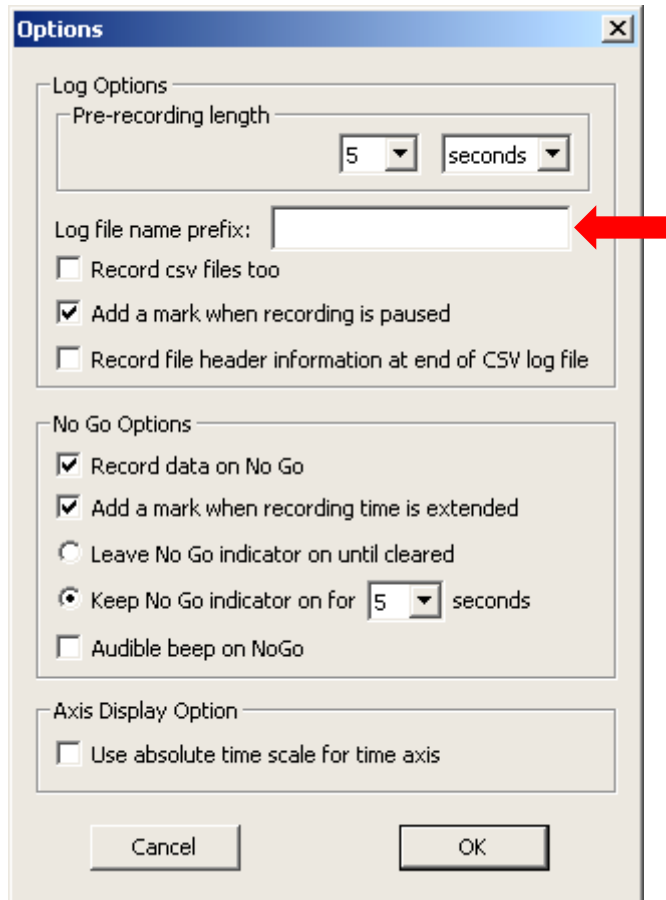 Options
Log Options
Pre-recording length
5 seconds
Log file name prefix:
Record csv files too
Add a mark when recording is paused
Record file header information at end of CSV log file
No Go Options
Record data on No Go
Add a mark when recording time is extended
Leave No Go indicator on until cleared
Keep No Go indicator on for 5 seconds
Audible beep on NoGo
Axis Display Option
Use absolute time scale for time axis
Cancel OK